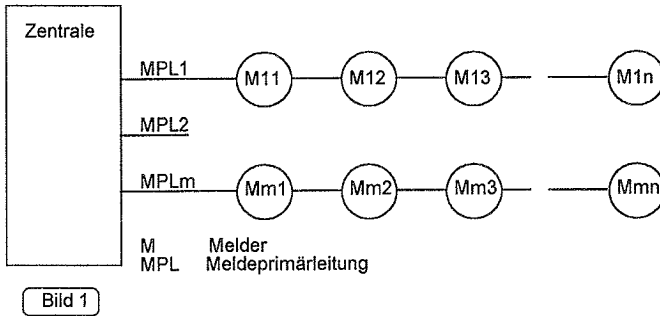 Zentrale
MPL1 M11 M12 M13 M1n
MPL2
MPLm Mm1 Mm2 Mm3 Mmn
M Melder
MPL Meldeprimärleitung
Bild 1